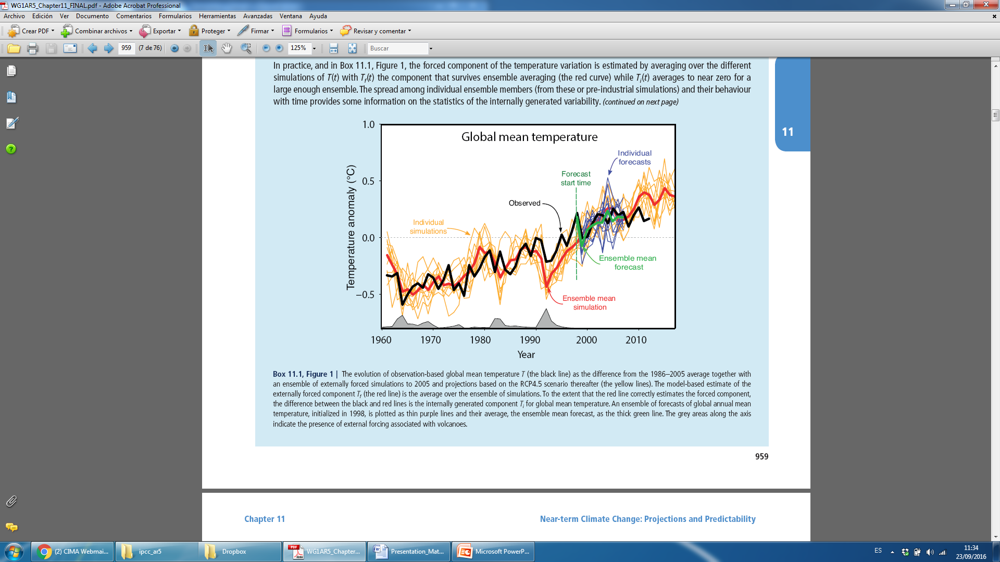 WG1AR5_Chapter11_FINAL.pdf - Adobe Acrobat Professional
Archivo Edición Ver Documento Comentarios Formularios Herramientas Avanzadas Ventana Ayuda
Crear PDF Combinar archivos Exportar Proteger Firmar Formularios Revisar y comentar
959 (7 de 76) 125% Buscar
In practice, and in Box 11.1, Figure 1, the forced component of the temperature variation is estimated by averaging over the different
simulations of T(t) with Tf(t) the component that survives ensemble averaging (the red curve) while Ti(t) averages to near zero for a
large enough ensemble. The spread among individual ensemble members (from these or pre-industrial simulations) and their behaviour
with time provides some information on the statistics of the internally generated variability. (continued on next page)
11
Global mean temperature
Temperature anomaly (°C)
1.0
0.5
0.0
−0.5
Individual
forecasts
Forecast
start time
Observed
Individual
simulations
Ensemble mean
forecast
Ensemble mean
simulation
1960 1970 1980 1990 2000 2010
Year
Box 11.1, Figure 1 | The evolution of observation-based global mean temperature T (the black line) as the difference from the 1986–2005 average together with
an ensemble of externally forced simulations to 2005 and projections based on the RCP4.5 scenario thereafter (the yellow lines). The model-based estimate of the
externally forced component Tf (the red line) is the average over the ensemble of simulations. To the extent that the red line correctly estimates the forced component,
the difference between the black and red lines is the internally generated component Ti for global mean temperature. An ensemble of forecasts of global annual mean
temperature, initialized in 1998, is plotted as thin purple lines and their average, the ensemble mean forecast, as the thick green line. The grey areas along the axis
indicate the presence of external forcing associated with volcanoes.
959
Chapter 11 Near-term Climate Change: Projections and Predictability
(2) CIMA Webmai... ipcc_ar5 Dropbox WG1AR5_Chapter... Presentation_Mat... Microsoft PowerP... ES 11:34
23/09/2016